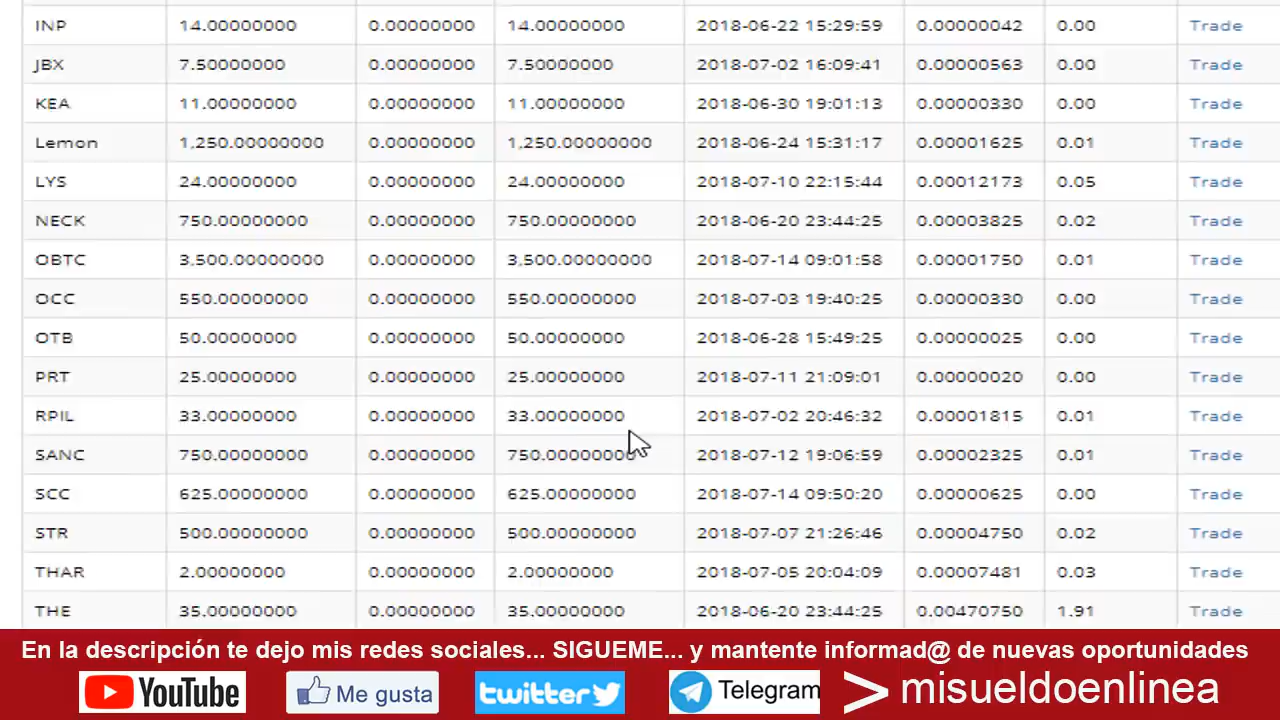 INP 14.00000000 0.00000000 14.00000000 2018-06-22 15:29:59 0.00000042 0.00 Trade
JBX 7.50000000 0.00000000 7.50000000 2018-07-02 16:09:41 0.00000563 0.00 Trade
KEA 11.00000000 0.00000000 11.00000000 2018-06-30 19:01:13 0.00000330 0.00 Trade
Lemon 1,250.00000000 0.00000000 1,250.00000000 2018-06-24 15:31:17 0.00001625 0.01 Trade
LYS 24.00000000 0.00000000 24.00000000 2018-07-10 22:15:44 0.00012173 0.05 Trade
NECK 750.00000000 0.00000000 750.00000000 2018-06-20 23:44:25 0.00003825 0.02 Trade
OBTC 3,500.00000000 0.00000000 3,500.00000000 2018-07-14 09:01:58 0.00001750 0.01 Trade
OCC 550.00000000 0.00000000 550.00000000 2018-07-03 19:40:25 0.00000330 0.00 Trade
OTB 50.00000000 0.00000000 50.00000000 2018-06-28 15:49:25 0.00000025 0.00 Trade
PRT 25.00000000 0.00000000 25.00000000 2018-07-11 21:09:01 0.00000020 0.00 Trade
RPIL 33.00000000 0.00000000 33.00000000 2018-07-02 20:46:32 0.00001815 0.01 Trade
SANC 750.00000000 0.00000000 750.00000000 2018-07-12 19:06:59 0.00002325 0.01 Trade
SCC 625.00000000 0.00000000 625.00000000 2018-07-14 09:50:20 0.00000625 0.00 Trade
STR 500.00000000 0.00000000 500.00000000 2018-07-07 21:26:46 0.00004750 0.02 Trade
THAR 2.00000000 0.00000000 2.00000000 2018-07-05 20:04:09 0.00007481 0.03 Trade
THE 35.00000000 0.00000000 35.00000000 2018-06-20 23:44:25 0.00470750 1.91 Trade
En la descripción te dejo mis redes sociales... SIGUEME... y mantente informad@ de nuevas oportunidades
YouTube Me gusta twitter Telegram > misueldoenlinea